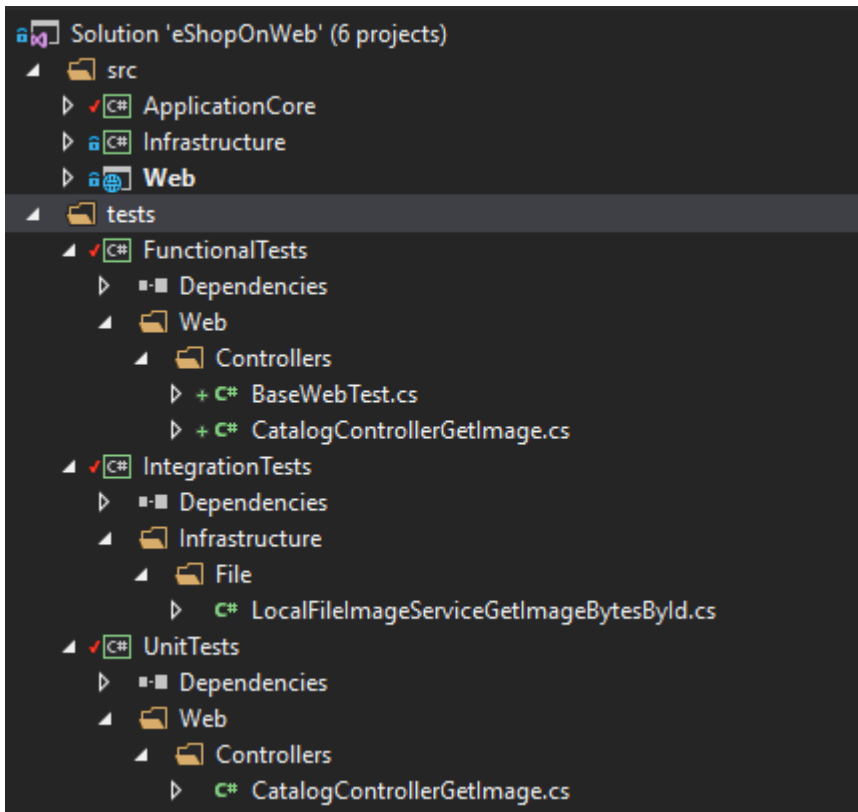 Solution 'eShopOnWeb' (6 projects)
src
C# ApplicationCore
C# Infrastructure
Web
tests
C# FunctionalTests
Dependencies
Web
Controllers
+ C# BaseWebTest.cs
+ C# CatalogControllerGetImage.cs
C# IntegrationTests
Dependencies
Infrastructure
File
C# LocalFileImageServiceGetImageBytesById.cs
C# UnitTests
Dependencies
Web
Controllers
C# CatalogControllerGetImage.cs